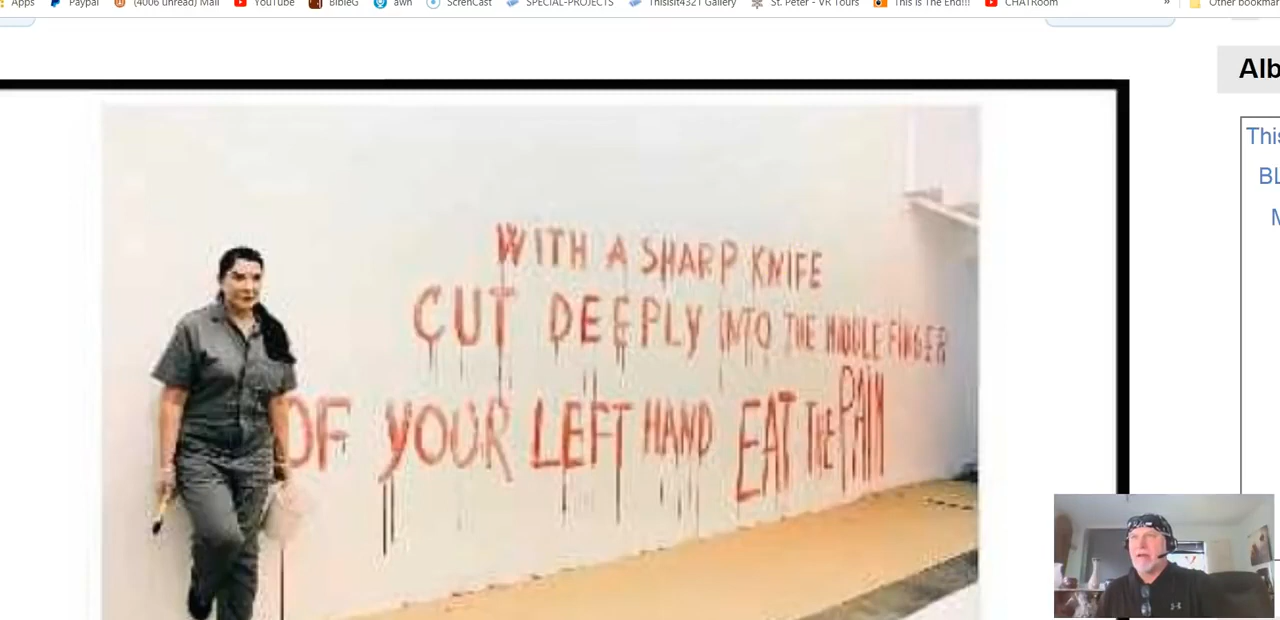 Apps Paypal (4006 unread) Mail YouTube BibleG awn ScrenCast SPECIAL-PROJECTS Thisisit4321 Gallery St. Peter - VR Tours This Is The End!!! CHATRoom » Other bookmar
Alb
This
BL
M
WITH A SHARP KNIFE
CUT DEEPLY INTO THE MIDDLE FINGER
OF YOUR LEFT HAND EAT THE PAIN